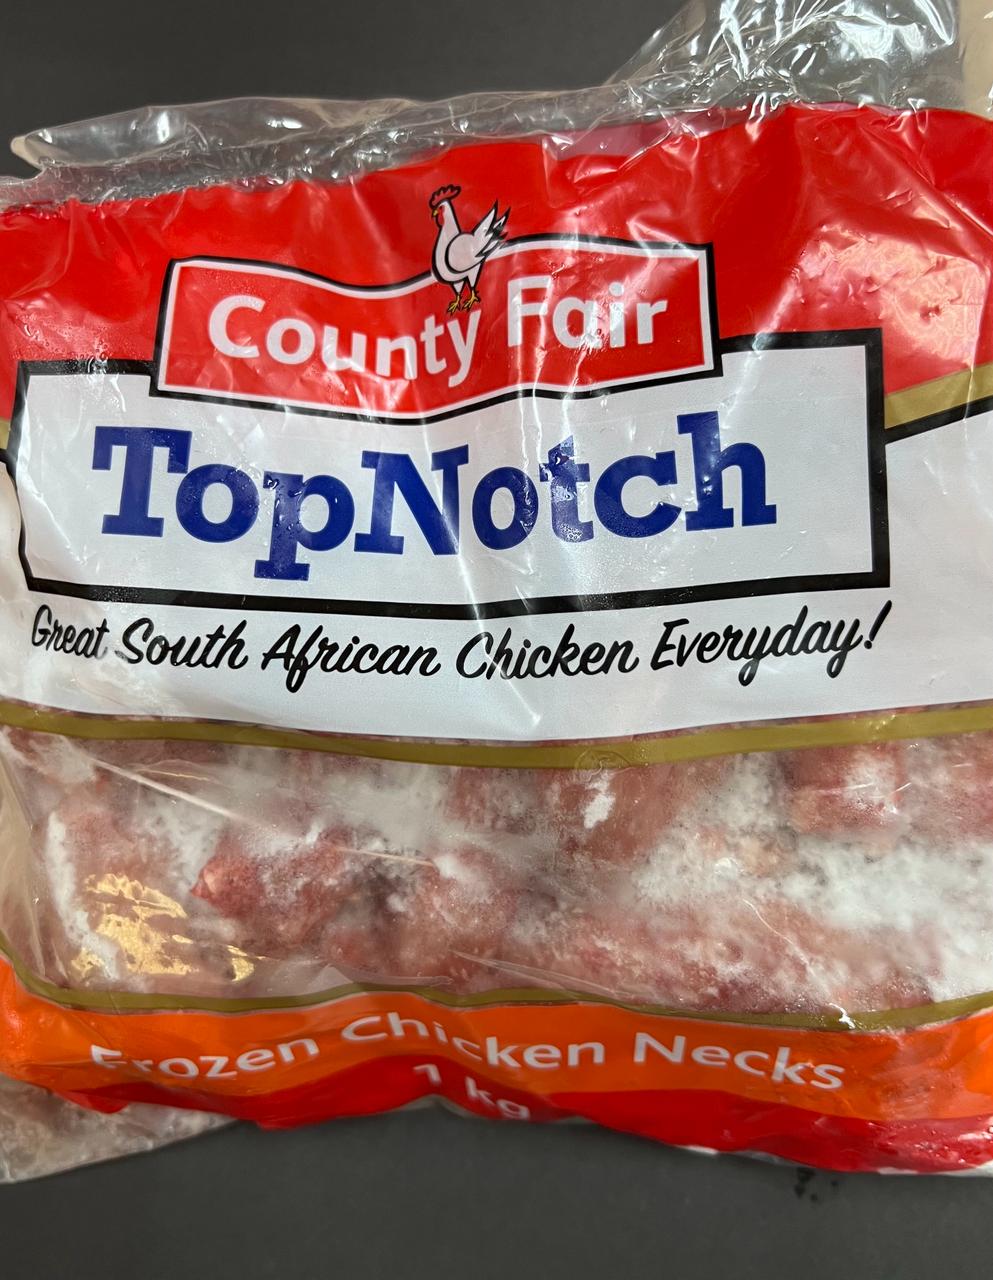 County Fair
TopNotch
Great South African Chicken Everyday!
Frozen Chicken Necks
1 kg